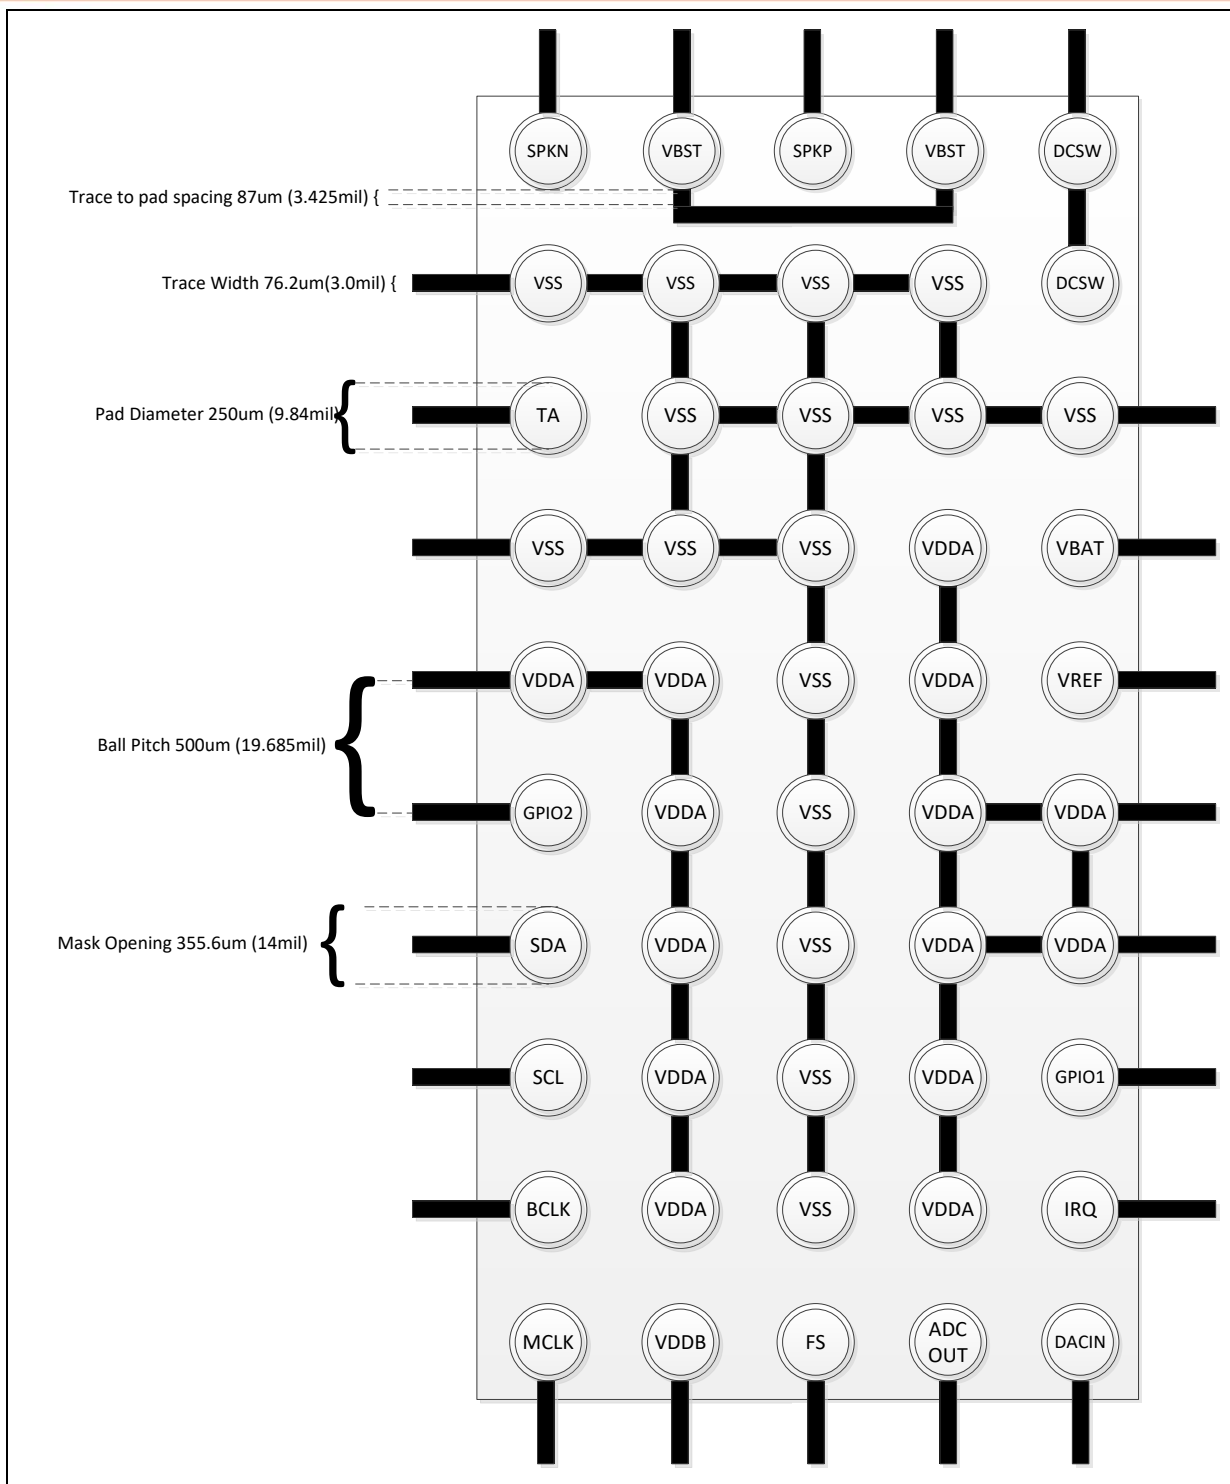 SPKN VBST SPKP VBST DCSW
Trace to pad spacing 87um (3.425mil) {
Trace Width 76.2um(3.0mil) { VSS VSS VSS VSS DCSW
Pad Diameter 250um (9.84mil) { TA VSS VSS VSS VSS
VSS VSS VSS VDDA VBAT
VDDA VDDA VSS VDDA VREF
Ball Pitch 500um (19.685mil) {
GPIO2 VDDA VSS VDDA VDDA
Mask Opening 355.6um (14mil) { SDA VDDA VSS VDDA VDDA
SCL VDDA VSS VDDA GPIO1
BCLK VDDA VSS VDDA IRQ
MCLK VDDB FS ADC OUT DACIN